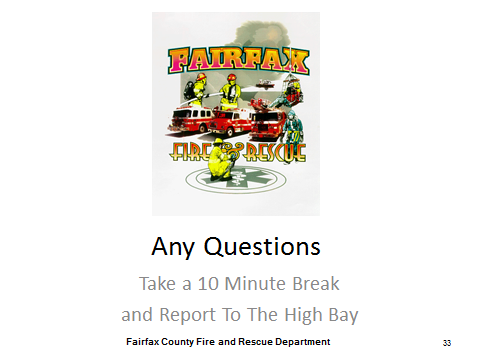 FAIRFAX
FIRE & RESCUE
Any Questions
Take a 10 Minute Break
and Report To The High Bay
Fairfax County Fire and Rescue Department
33